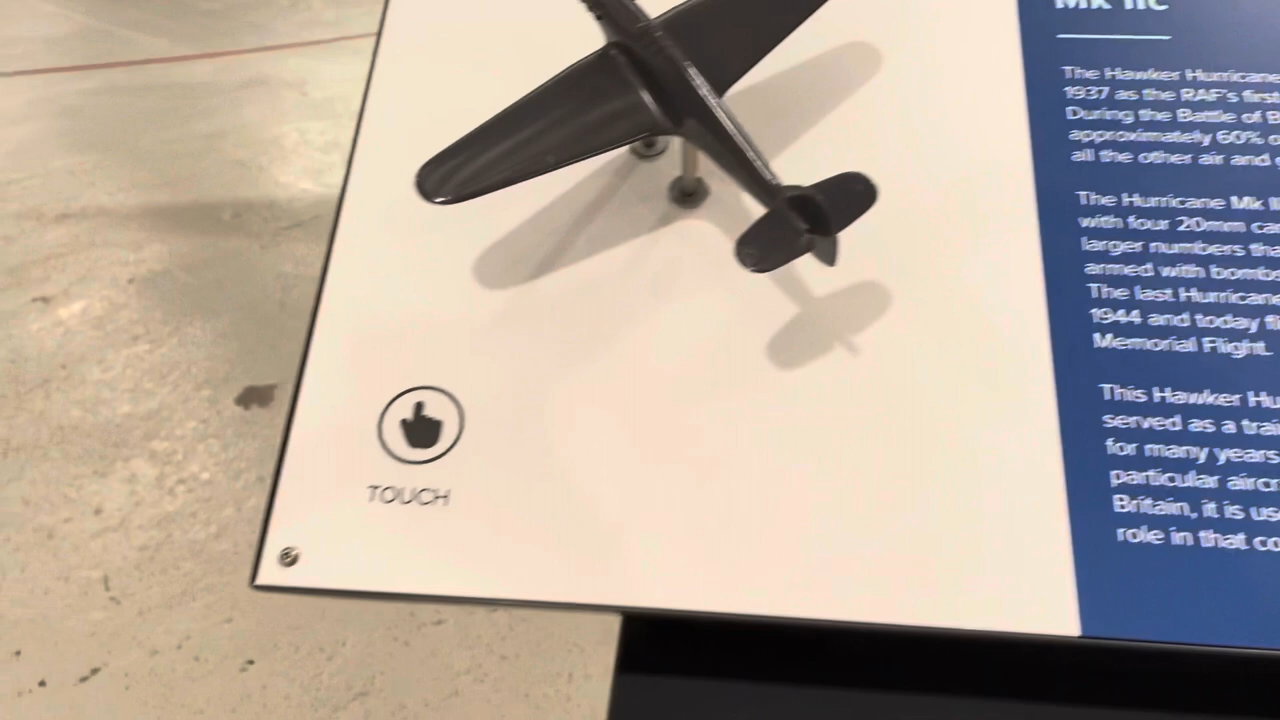 Mk IIC
The Hawker Hurricane
1937 as the RAF's first
During the Battle of B
approximately 60% o
all the other air and
The Hurricane Mk II
with four 20mm can
larger numbers tha
armed with bombs
The last Hurricane
1944 and today fl
Memorial Flight.
This Hawker Hu
served as a trai
for many years
particular aircr
Britain, it is us
role in that co
TOUCH